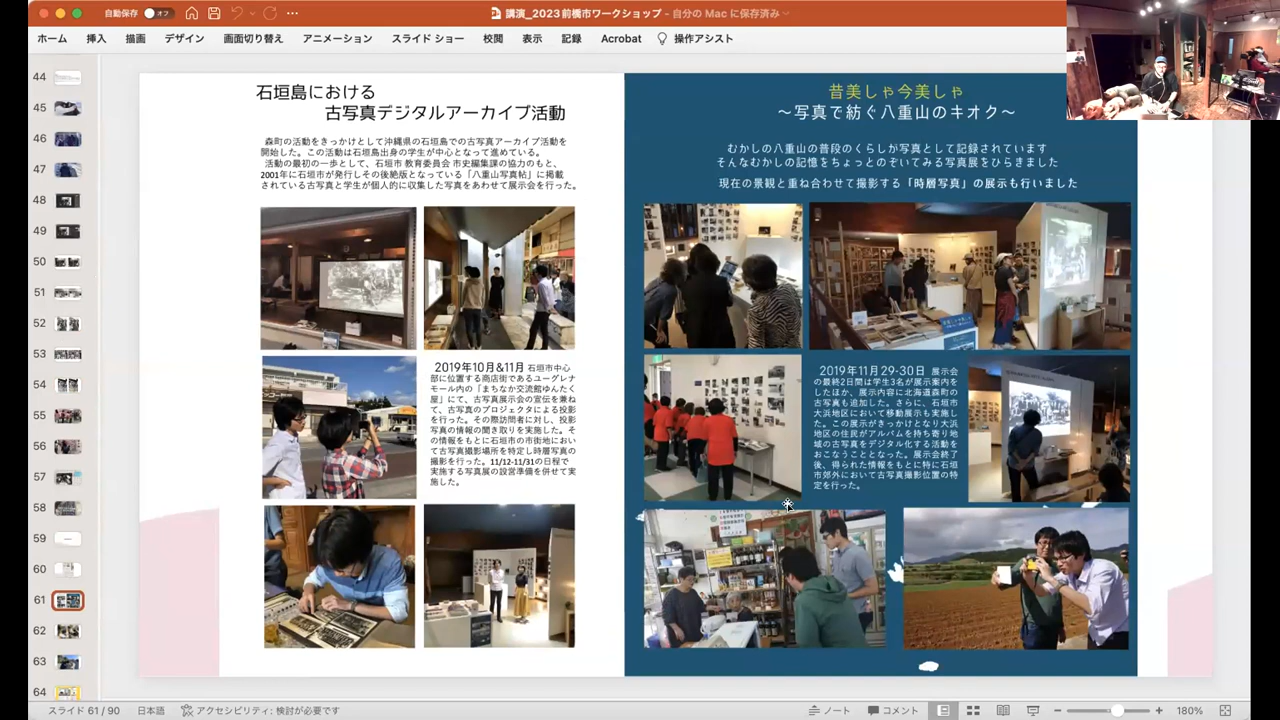 自動保存 オフ
講演_2023前橋市ワークショップ - 自分の Mac に保存済み
ホーム 挿入 描画 デザイン 画面切り替え アニメーション スライド ショー 校閲 表示 記録 Acrobat 操作アシスト
44
45
46
47
48
49
50
51
52
53
54
55
56
57
58
59
60
61
62
63
64
石垣島における
古写真デジタルアーカイブ活動
森町の活動をきっかけとして沖縄県の石垣島での古写真アーカイブ活動を
開始した。この活動は石垣島出身の学生が中心となって進めている。
活動の最初の一歩として、石垣市 教育委員会 市史編集課の協力のもと、
2001年に石垣市が発行しその後絶版となっている「八重山写真帖」に掲載
されている古写真と学生が個人的に収集した写真をあわせて展示会を行った。
2019年10月&11月 石垣市中心
部に位置する商店街であるユーグレナ
モール内の「まちなか交流館ゆんたく
屋」にて、古写真展示会の宣伝を兼ね
て、古写真のプロジェクタによる投影
を行った。その際訪問者に対し、投影
写真の情報の聞き取りを実施した。そ
の情報をもとに石垣市の市街地におい
て古写真撮影場所を特定し時層写真の
撮影を行った。11/12-11/31の日程で
実施する写真展の設営準備を併せて実
施した。
昔美しゃ今美しゃ
～写真で紡ぐ八重山のキオク～
むかしの八重山の普段のくらしが写真として記録されています
そんなむかしの記憶をちょっとのぞいてみる写真展をひらきました
現在の景観と重ね合わせて撮影する「時層写真」の展示も行いました
2019年11月29-30日 展示会
の最終2日間は学生3名が展示案内を
したほか、展示内容に北海道森町の
古写真も追加した。さらに、石垣市
大浜地区において移動展示も実施し
た。この展示がきっかけとなり大浜
地区の住民がアルバムを持ち寄り地
域の古写真をデジタル化する活動を
おこなうこととなった。展示会終了
後、得られた情報をもとに特に石垣
市郊外において古写真撮影位置の特
定を行った。
スライド 61 / 90 日本語 アクセシビリティ: 検討が必要です ノート コメント 180%